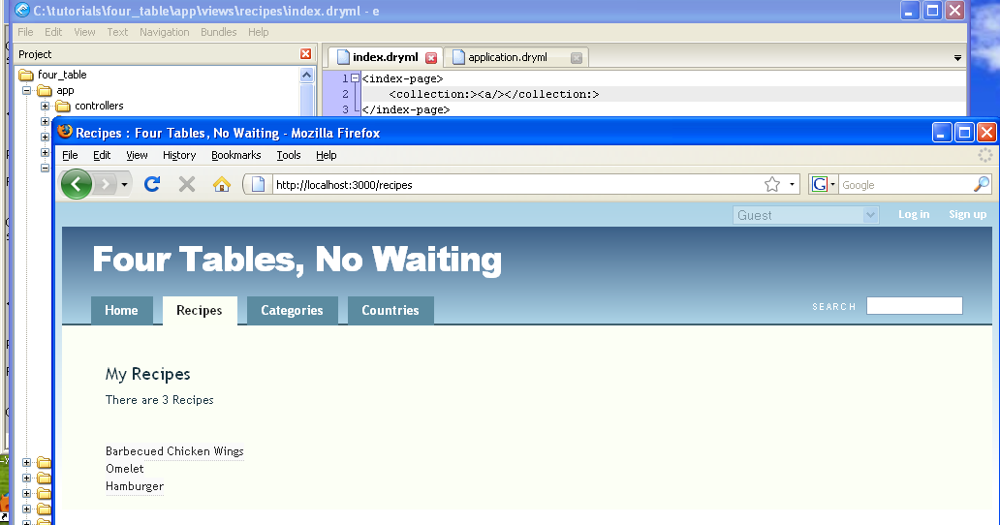 C:\tutorials\four_table\app\views\recipes\index.dryml - e
File Edit View Text Navigation Bundles Help
Project
index.dryml application.dryml
four_table
app
controllers
1 <index-page>
2 <collection:><a/></collection:>
3 </index-page>
Recipes : Four Tables, No Waiting - Mozilla Firefox
File Edit View History Bookmarks Tools Help
http://localhost:3000/recipes
G Google
Guest Log in Sign up
Four Tables, No Waiting
Home Recipes Categories Countries
SEARCH
My Recipes
There are 3 Recipes
Barbecued Chicken Wings
Omelet
Hamburger